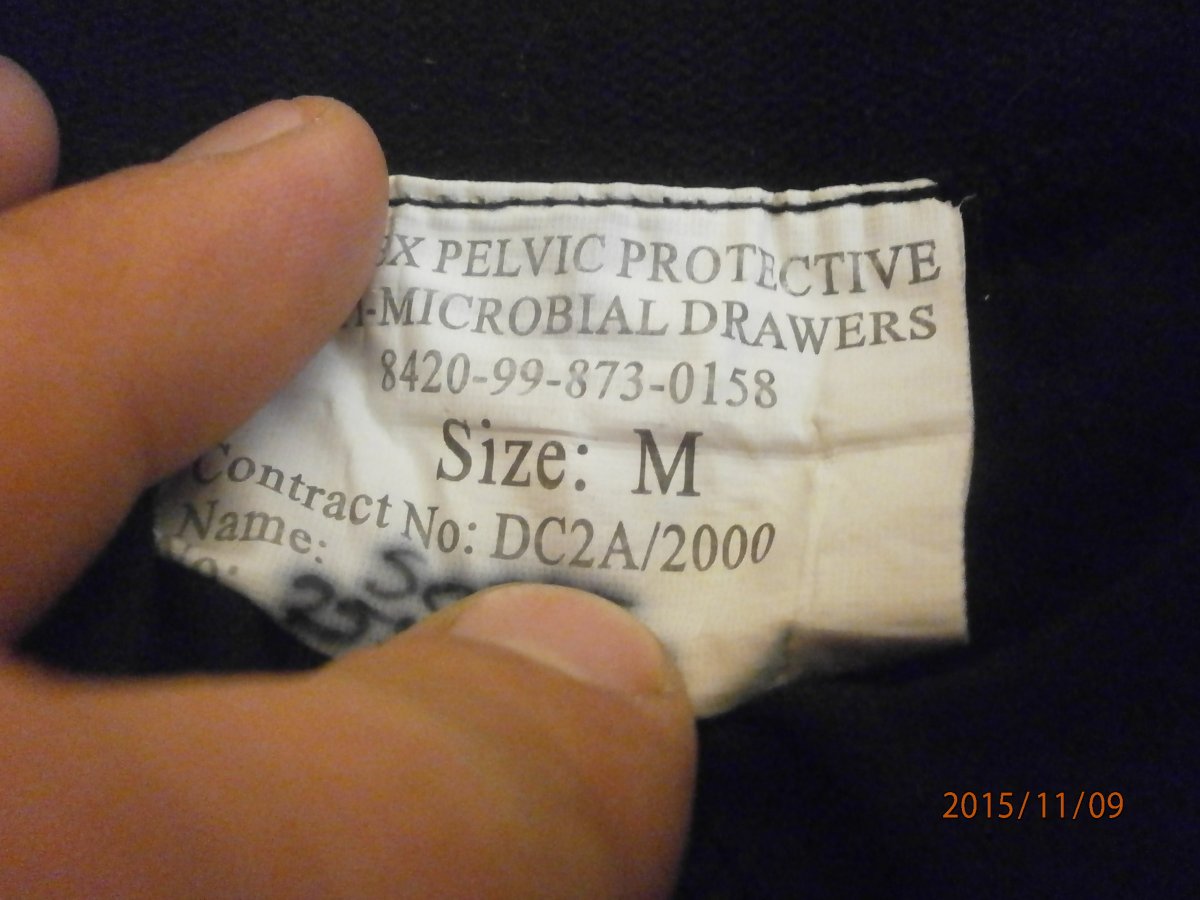 PELVIC PROTECTIVE
-MICROBIAL DRAWERS
8420-99-873-0158
Size: M
Contract No: DC2A/2000
Name:
2015/11/09